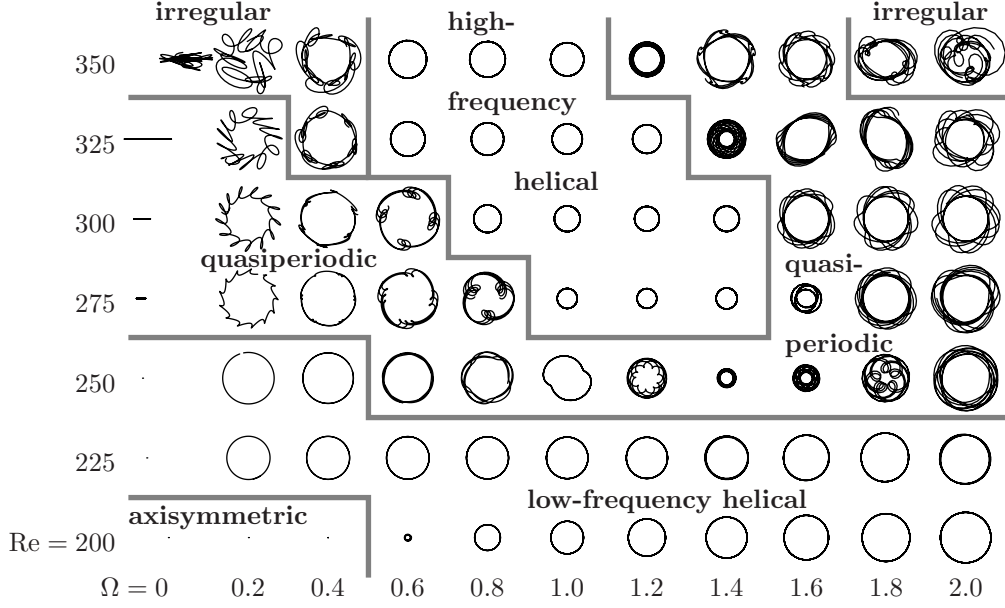 irregular
high-
irregular
350
frequency
325
helical
300
quasiperiodic
quasi-
275
periodic
250
225
low-frequency helical
axisymmetric
Re = 200
Ω = 0 0.2 0.4 0.6 0.8 1.0 1.2 1.4 1.6 1.8 2.0